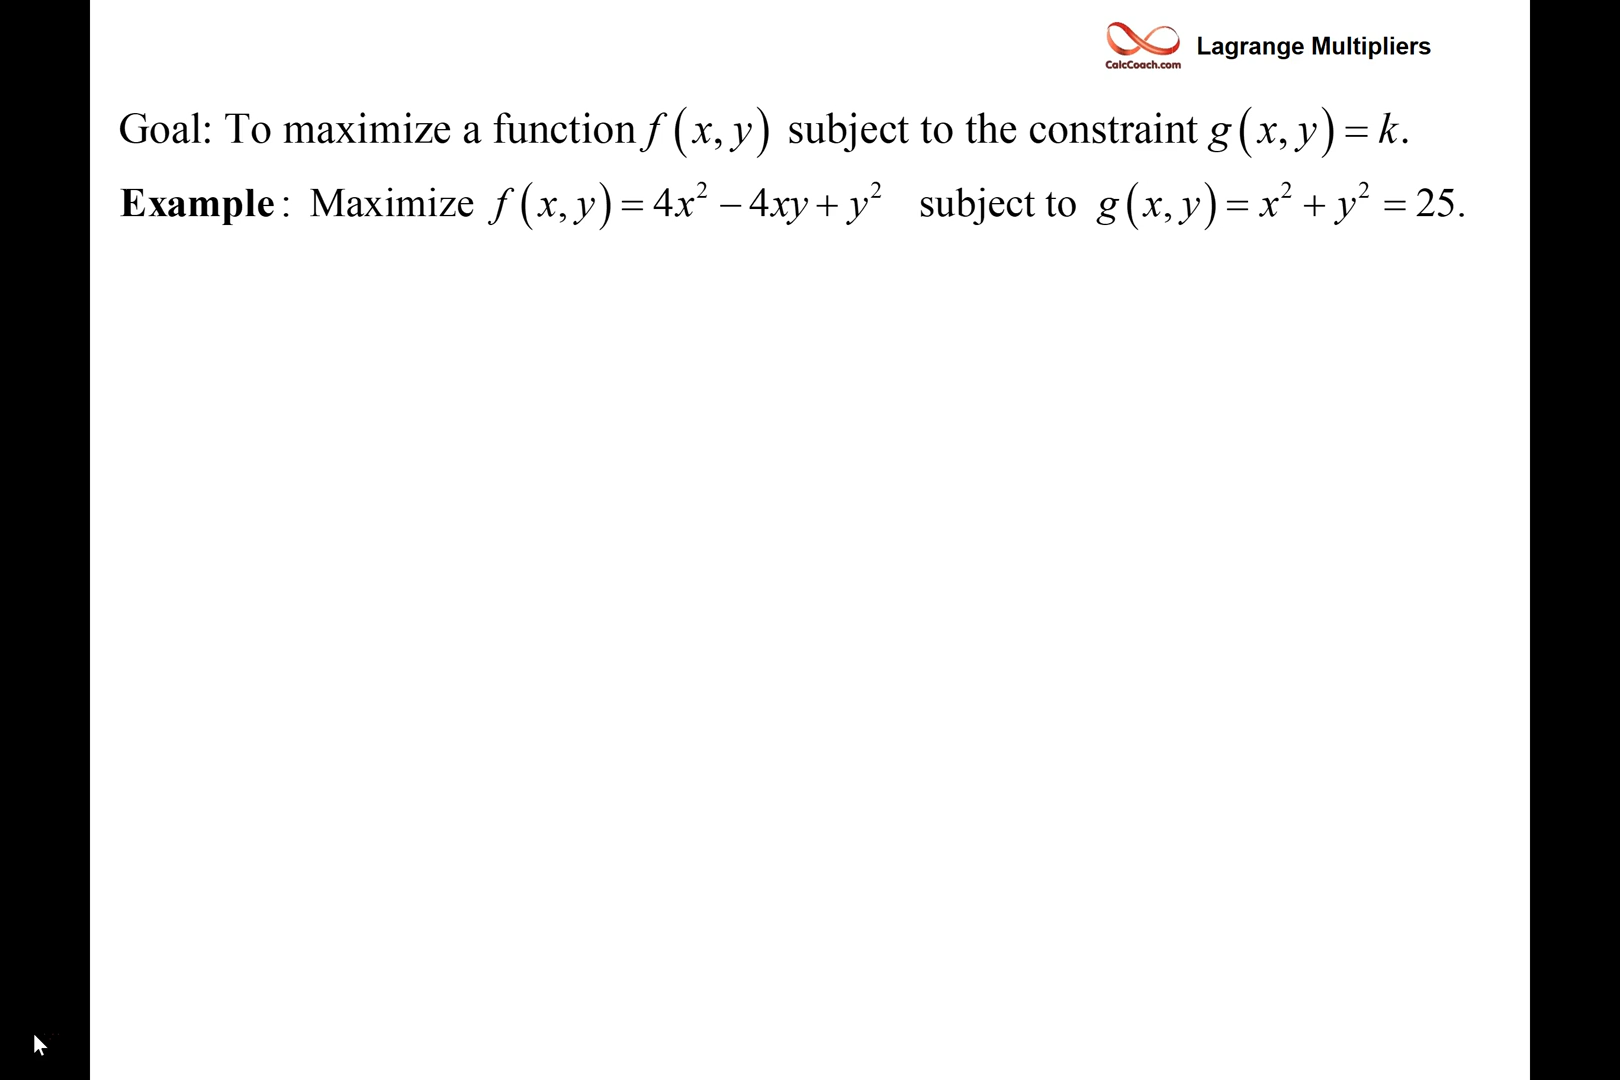 CalcCoach.com
Lagrange Multipliers
Goal: To maximize a function f(x, y) subject to the constraint g(x, y) = k.
Example: Maximize f(x, y) = 4x² − 4xy + y² subject to g(x, y) = x² + y² = 25.